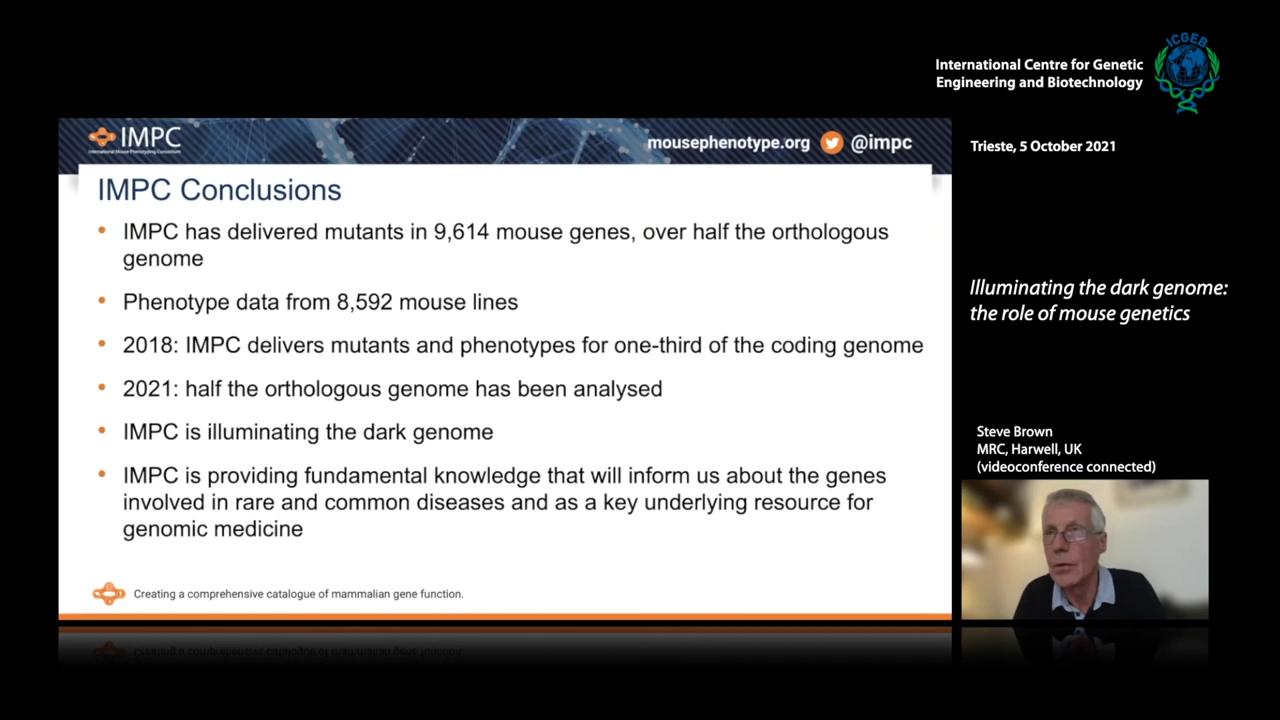 International Centre for Genetic
Engineering and Biotechnology
ICGEB
Trieste, 5 October 2021
IMPC
International Mouse Phenotyping Consortium
mousephenotype.org
@impc
IMPC Conclusions
• IMPC has delivered mutants in 9,614 mouse genes, over half the orthologous
genome
• Phenotype data from 8,592 mouse lines
• 2018: IMPC delivers mutants and phenotypes for one-third of the coding genome
• 2021: half the orthologous genome has been analysed
• IMPC is illuminating the dark genome
• IMPC is providing fundamental knowledge that will inform us about the genes
involved in rare and common diseases and as a key underlying resource for
genomic medicine
Creating a comprehensive catalogue of mammalian gene function.
Illuminating the dark genome:
the role of mouse genetics
Steve Brown
MRC, Harwell, UK
(videoconference connected)